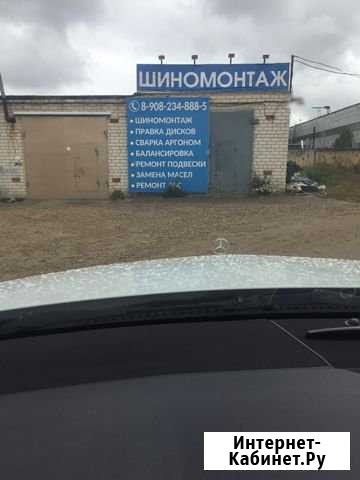 ШИНОМОНТАЖ
8-908-234-888-5
• ШИНОМОНТАЖ
• ПРАВКА ДИСКОВ
• СВАРКА АРГОНОМ
• БАЛАНСИРОВКА
• РЕМОНТ ПОДВЕСКИ
• ЗАМЕНА МАСЕЛ
• РЕМОНТ
Интернет-
Кабинет.Ру